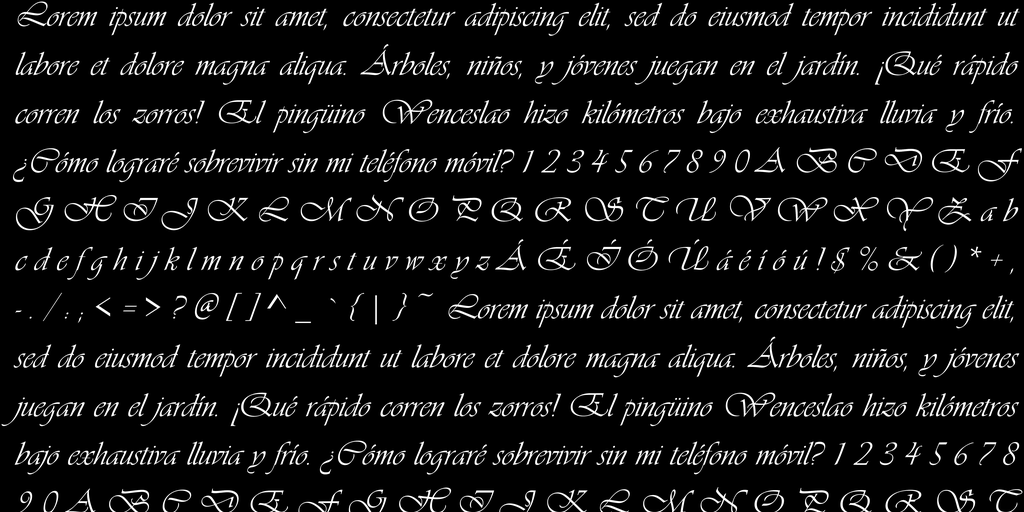 Lorem ipsum dolor sit amet, consectetur adipiscing elit, sed do eiusmod tempor incididunt ut
labore et dolore magna aliqua. Árboles, niños, y jóvenes juegan en el jardín. ¡Qué rápido
corren los zorros! El pingüino Wenceslao hizo kilómetros bajo exhaustiva lluvia y frío.
¿Cómo lograré sobrevivir sin mi teléfono móvil? 1 2 3 4 5 6 7 8 9 0 A B C D E F
G H I J K L M N O P Q R S T U V W X Y Z a b
c d e f g h i j k l m n o p q r s t u v w x y z Á É Í Ó Ú á é í ó ú ! $ % & ( ) * + ,
- . / : ; < = > ? @ [ ] ^ _ ` { | } ~ Lorem ipsum dolor sit amet, consectetur adipiscing elit,
sed do eiusmod tempor incididunt ut labore et dolore magna aliqua. Árboles, niños, y jóvenes
juegan en el jardín. ¡Qué rápido corren los zorros! El pingüino Wenceslao hizo kilómetros
bajo exhaustiva lluvia y frío. ¿Cómo lograré sobrevivir sin mi teléfono móvil? 1 2 3 4 5 6 7 8
9 0 A B C D E F G H I J K L M N O P Q R S T